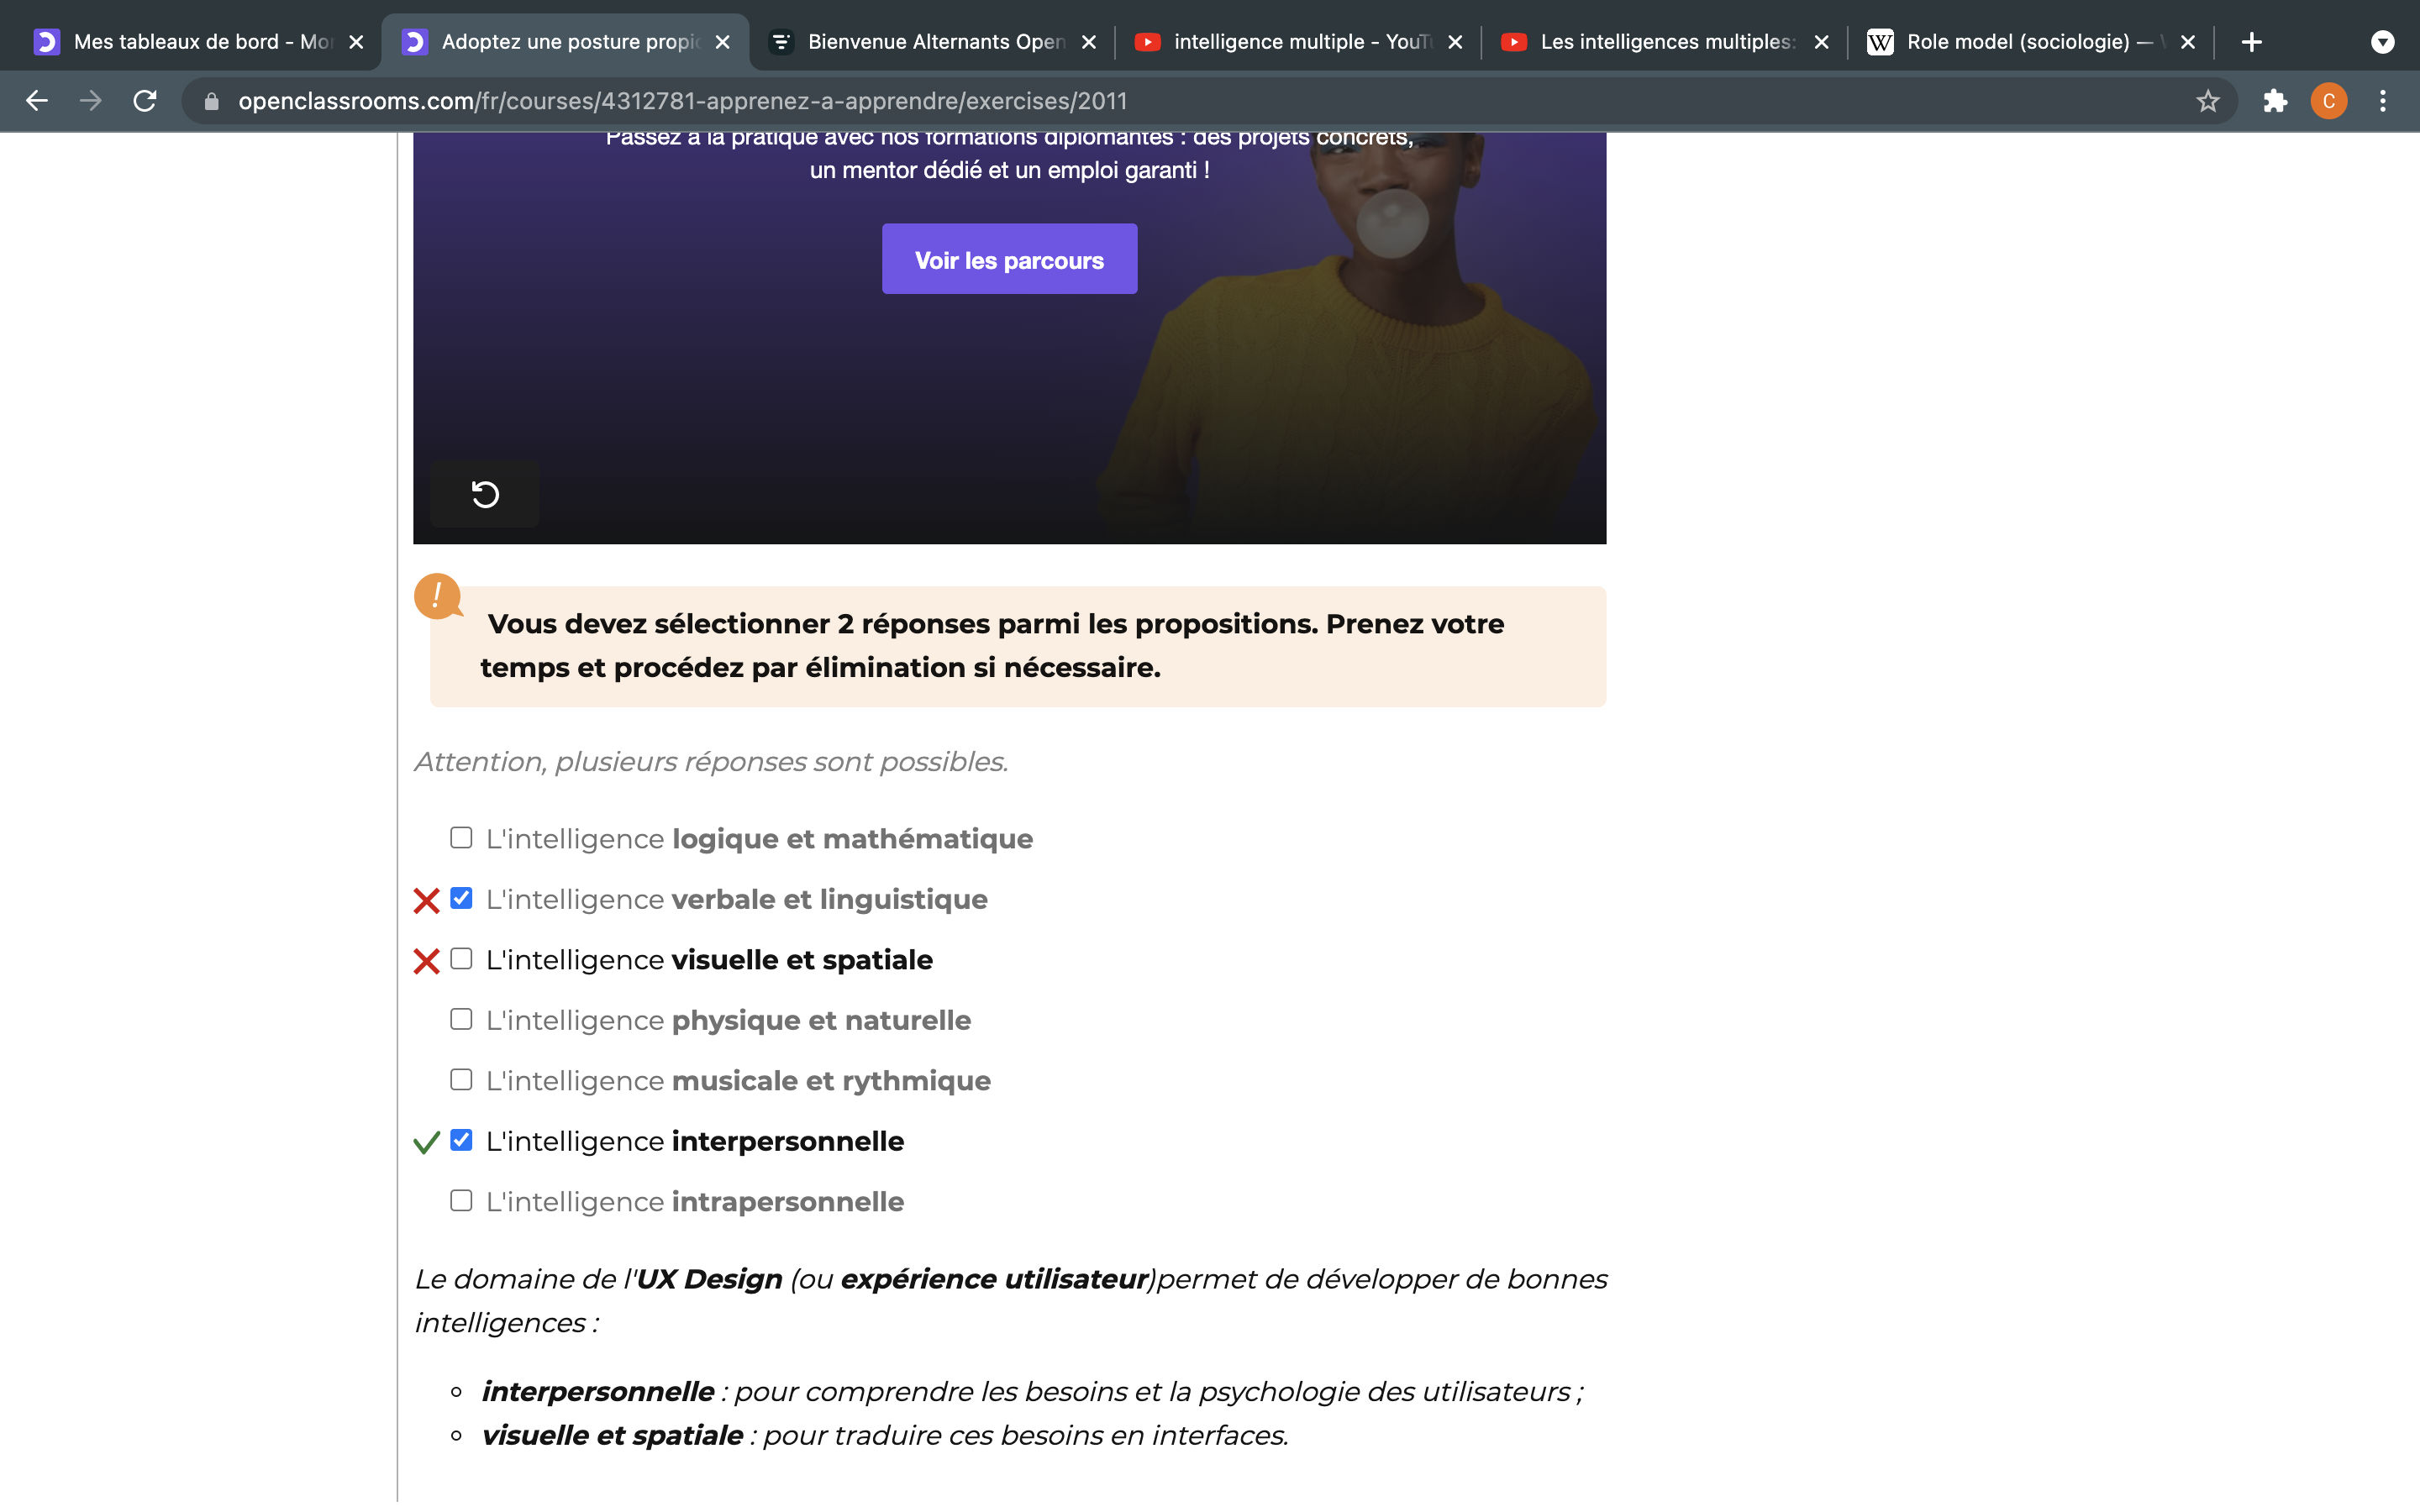 Mes tableaux de bord - Mo
Adoptez une posture propi
Bienvenue Alternants Open
intelligence multiple - YouT
Les intelligences multiples:
Role model (sociologie) —
openclassrooms.com/fr/courses/4312781-apprenez-a-apprendre/exercises/2011
C
Passez à la pratique avec nos formations diplomantes : des projets concrets,
un mentor dédié et un emploi garanti !
Voir les parcours
! Vous devez sélectionner 2 réponses parmi les propositions. Prenez votre
temps et procédez par élimination si nécessaire.
Attention, plusieurs réponses sont possibles.
L'intelligence logique et mathématique
L'intelligence verbale et linguistique
L'intelligence visuelle et spatiale
L'intelligence physique et naturelle
L'intelligence musicale et rythmique
L'intelligence interpersonnelle
L'intelligence intrapersonnelle
Le domaine de l'UX Design (ou expérience utilisateur)permet de développer de bonnes
intelligences :
interpersonnelle : pour comprendre les besoins et la psychologie des utilisateurs ;
visuelle et spatiale : pour traduire ces besoins en interfaces.